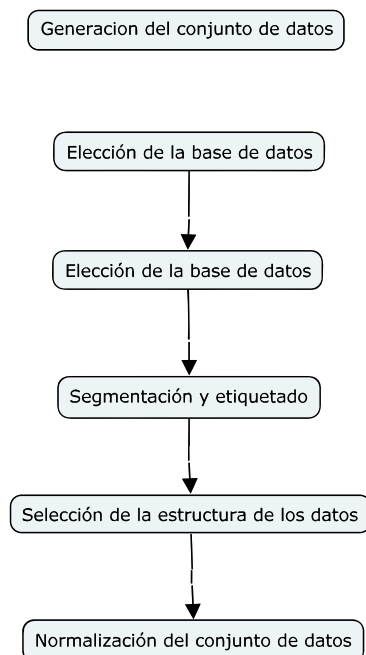 Generacion del conjunto de datos
Elección de la base de datos
Elección de la base de datos
Segmentación y etiquetado
Selección de la estructura de los datos
Normalización del conjunto de datos